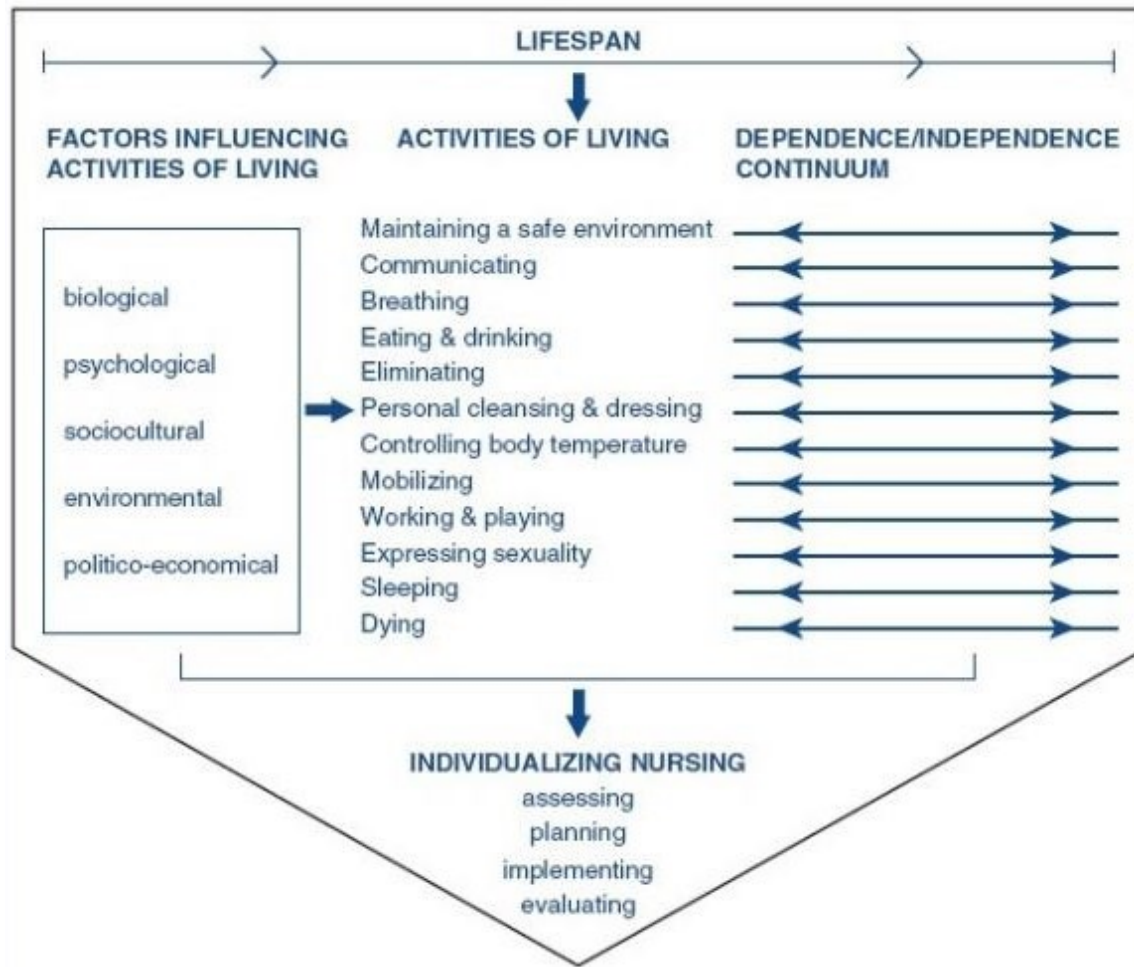 LIFESPAN
FACTORS INFLUENCING
ACTIVITIES OF LIVING
ACTIVITIES OF LIVING
DEPENDENCE/INDEPENDENCE
CONTINUUM
biological
psychological
sociocultural
environmental
politico-economical
Maintaining a safe environment
Communicating
Breathing
Eating & drinking
Eliminating
Personal cleansing & dressing
Controlling body temperature
Mobilizing
Working & playing
Expressing sexuality
Sleeping
Dying
INDIVIDUALIZING NURSING
assessing
planning
implementing
evaluating